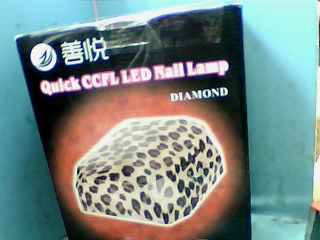 善悦
Quick CCFL LED Nail Lamp
DIAMOND